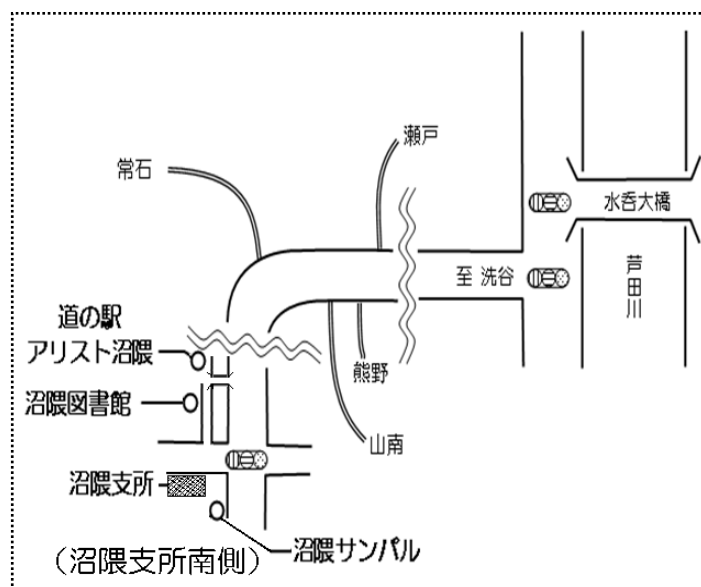 瀬戸
常石
水呑大橋
至 洗谷
芦田川
道の駅
アリスト沼隈
熊野
沼隈図書館
山南
沼隈支所
沼隈サンパル
（沼隈支所南側）